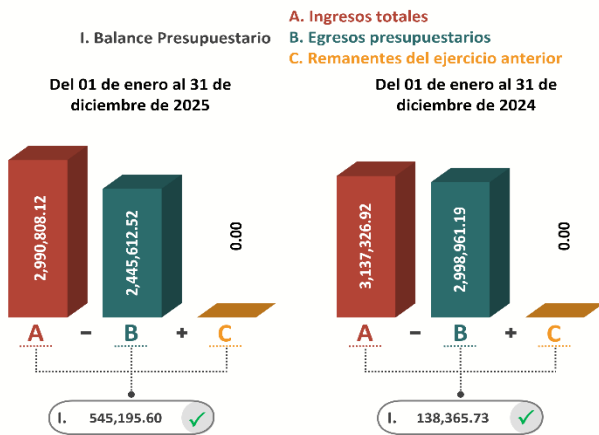 I. Balance Presupuestario
A. Ingresos totales
B. Egresos presupuestarios
C. Remanentes del ejercicio anterior
Del 01 de enero al 31 de
diciembre de 2025
2,990,808.12
2,445,612.52
0.00
A – B + C
I. 545,195.60
Del 01 de enero al 31 de
diciembre de 2024
3,137,326.92
2,998,961.19
0.00
A – B + C
I. 138,365.73